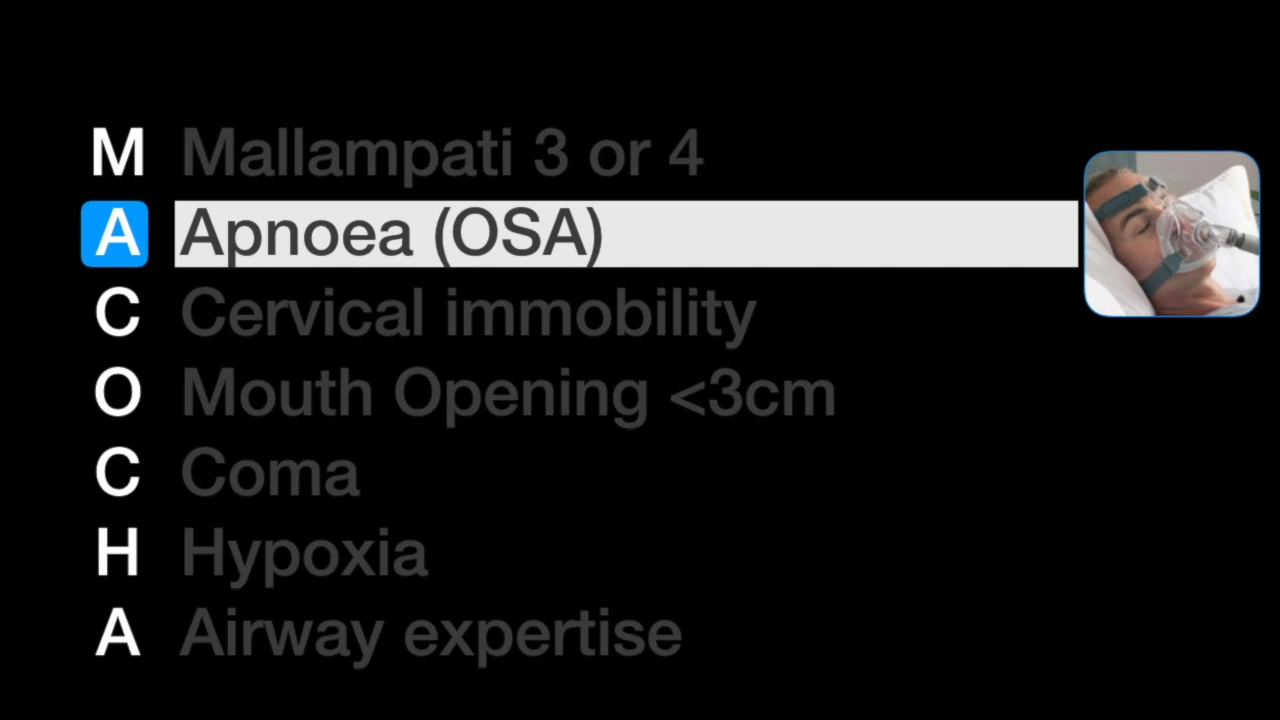 M Mallampati 3 or 4
A Apnoea (OSA)
C Cervical immobility
O Mouth Opening <3cm
C Coma
H Hypoxia
A Airway expertise